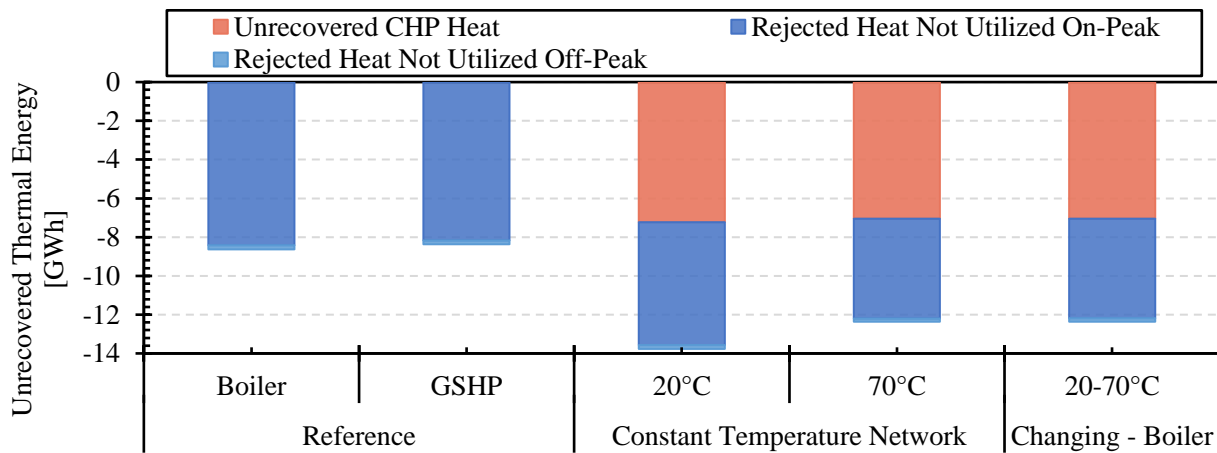 Unrecovered CHP Heat
Rejected Heat Not Utilized On-Peak
Rejected Heat Not Utilized Off-Peak
Unrecovered Thermal Energy
[GWh]
0
-2
-4
-6
-8
-10
-12
-14
Boiler
GSHP
20°C
70°C
20-70°C
Reference
Constant Temperature Network
Changing - Boiler